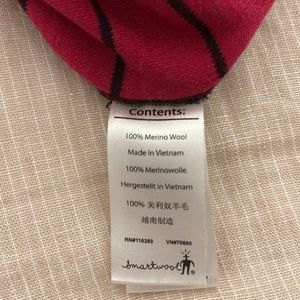 Contents:
100% Merino Wool
Made in Vietnam
100% Merinowolle
Hergestellt in Vietnam
100% 美利奴羊毛
越南制造
RN#116386 VN#70880
Smartwool